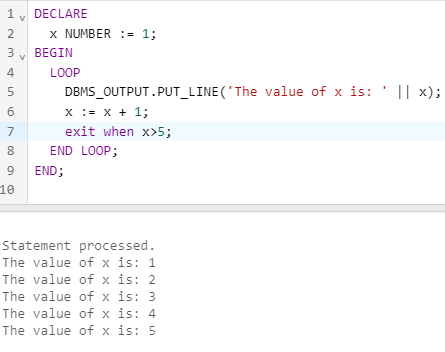 1 DECLARE
2 x NUMBER := 1;
3 BEGIN
4 LOOP
5 DBMS_OUTPUT.PUT_LINE('The value of x is: ' || x);
6 x := x + 1;
7 exit when x>5;
8 END LOOP;
9 END;
10
Statement processed.
The value of x is: 1
The value of x is: 2
The value of x is: 3
The value of x is: 4
The value of x is: 5